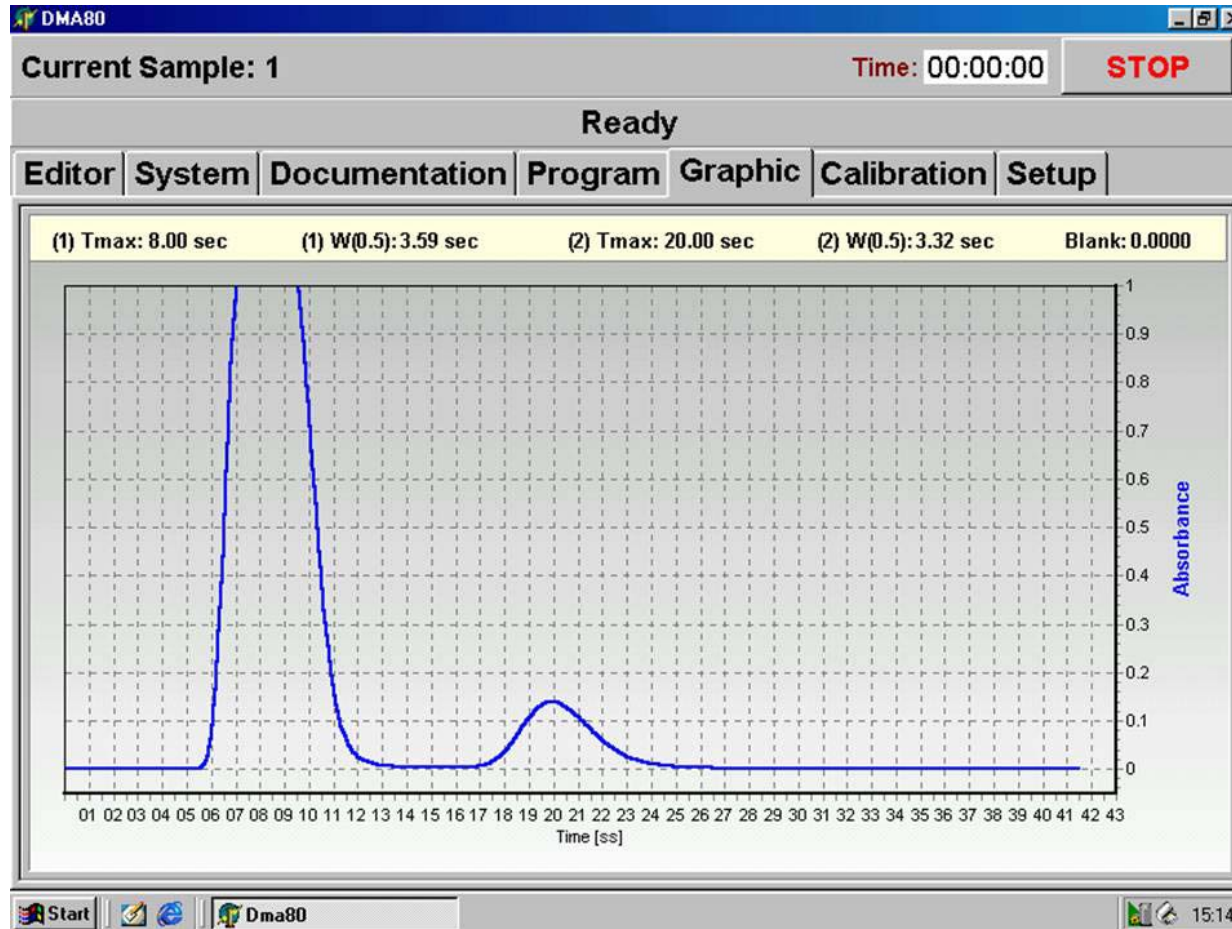 DMA80
Current Sample: 1 Time: 00:00:00 STOP
Ready
Editor System Documentation Program Graphic Calibration Setup
(1) Tmax: 8.00 sec (1) W(0.5): 3.59 sec (2) Tmax: 20.00 sec (2) W(0.5): 3.32 sec Blank: 0.0000
1
0.9
0.8
0.7
0.6
0.5
0.4
0.3
0.2
0.1
0
Absorbance
01 02 03 04 05 06 07 08 09 10 11 12 13 14 15 16 17 18 19 20 21 22 23 24 25 26 27 28 29 30 31 32 33 34 35 36 37 38 39 40 41 42 43
Time [ss]
Start Dma80 15:14